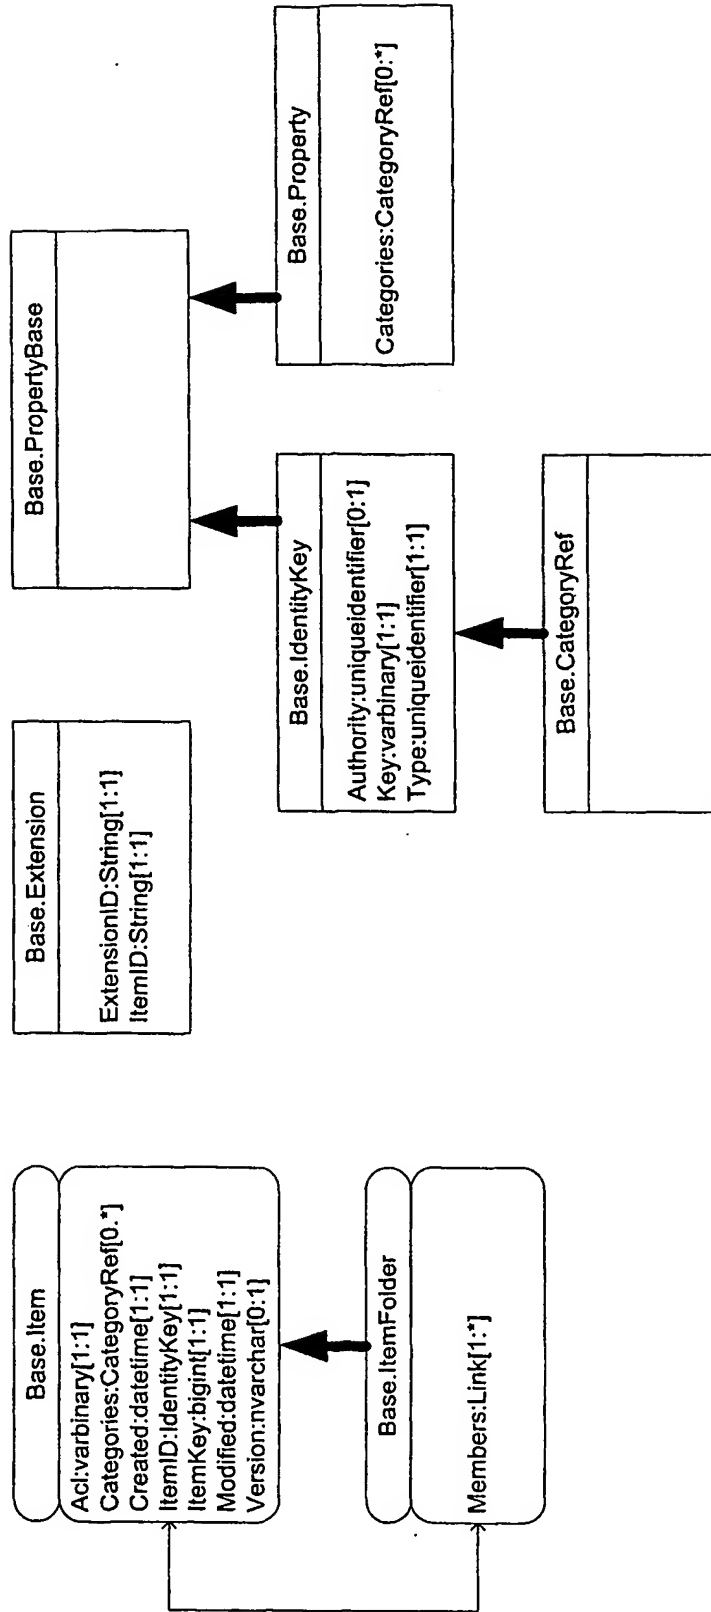 Base.Item
Acl:varbinary[1:1]
Categories:CategoryRef[0.*]
Created:datetime[1:1]
ItemID:IdentityKey[1:1]
ItemKey:bigint[1:1]
Modified:datetime[1:1]
Version:nvarchar[0:1]
Base.ItemFolder
Members:Link[1:*]
Base.Extension
ExtensionID:String[1:1]
ItemID:String[1:1]
Base.PropertyBase
Base.IdentityKey
Authority:uniqueidentifier[0:1]
Key:varbinary[1:1]
Type:uniqueidentifier[1:1]
Base.Property
Categories:CategoryRef[0:*]
Base.CategoryRef